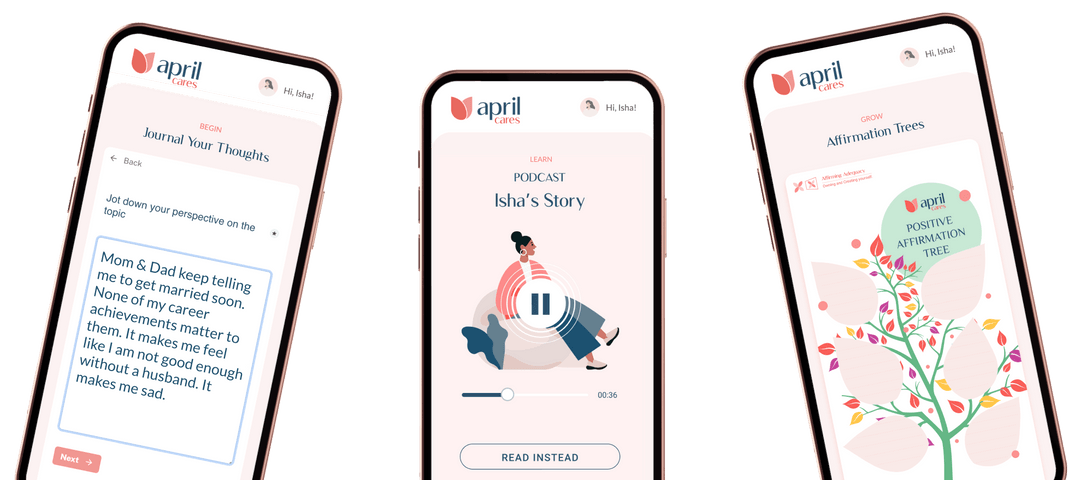 april
cares
Hi, Isha!
BEGIN
Journal Your Thoughts
Back
Jot down your perspective on the
topic
Mom & Dad keep telling
me to get married soon.
None of my career
achievements matter to
them. It makes me feel
like I am not good enough
without a husband. It
makes me sad.
Next
april
cares
Hi, Isha!
LEARN
PODCAST
Isha's Story
00:36
READ INSTEAD
april
cares
Hi, Isha!
GROW
Affirmation Trees
april
cares
POSITIVE
AFFIRMATION
TREE